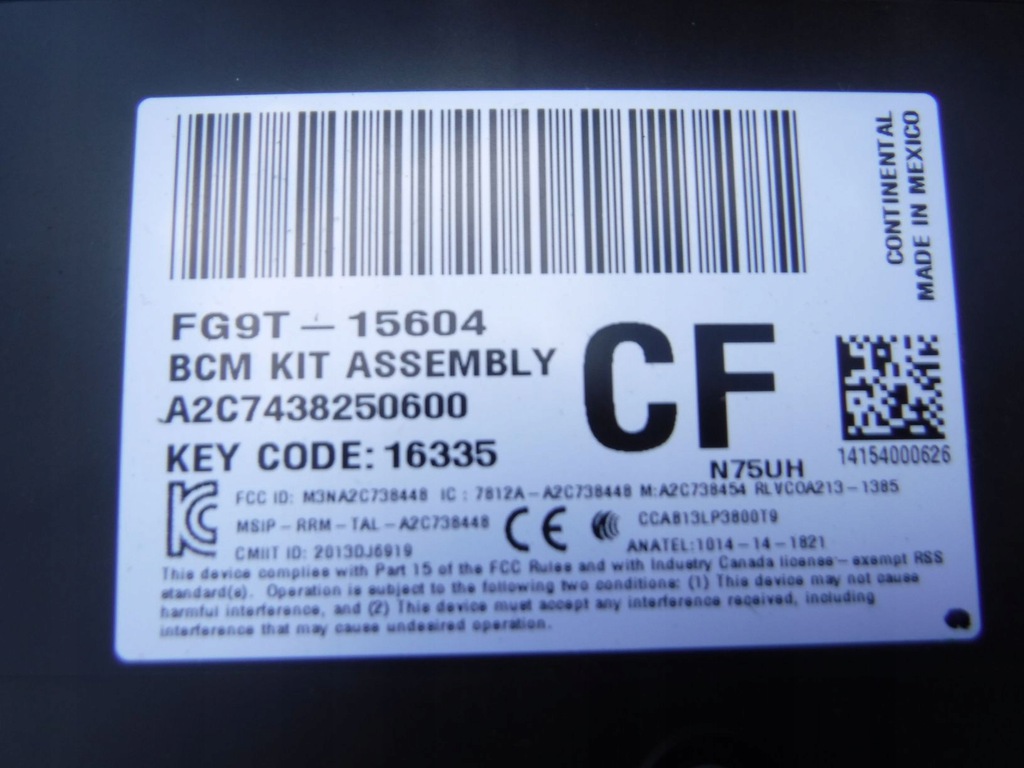 CONTINENTAL
MADE IN MEXICO
FG9T-15604
BCM KIT ASSEMBLY
A2C7438250600
KEY CODE: 16335
CF
N75UH
14154000626
FCC ID: M3NA2C738448 IC: 7812A-A2C738448 M:A2C738454 RLVCOA213-1385
MSIP-RRM-TAL-A2C738448 CE CCAB13LP3800T9
CMIIT ID: 2013DJ6919 ANATEL:1014-14-1821
This device complies with Part 15 of the FCC Rules and with Industry Canada license-exempt RSS
standard(s). Operation is subject to the following two conditions: (1) This device may not cause
harmful interference, and (2) This device must accept any interference received, including
interference that may cause undesired operation.